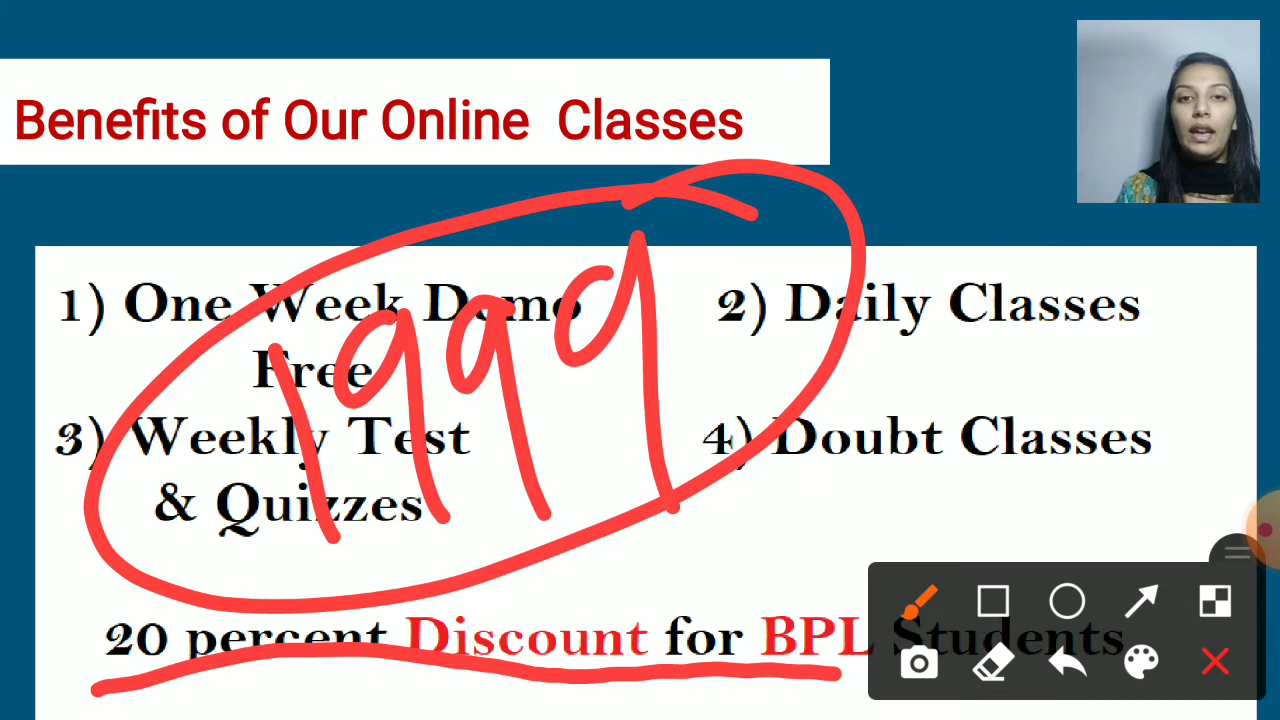 Benefits of Our Online Classes
1) One Week Demo Free
2) Daily Classes
3) Weekly Test & Quizzes
4) Doubt Classes
1999
20 percent Discount for BPL Students